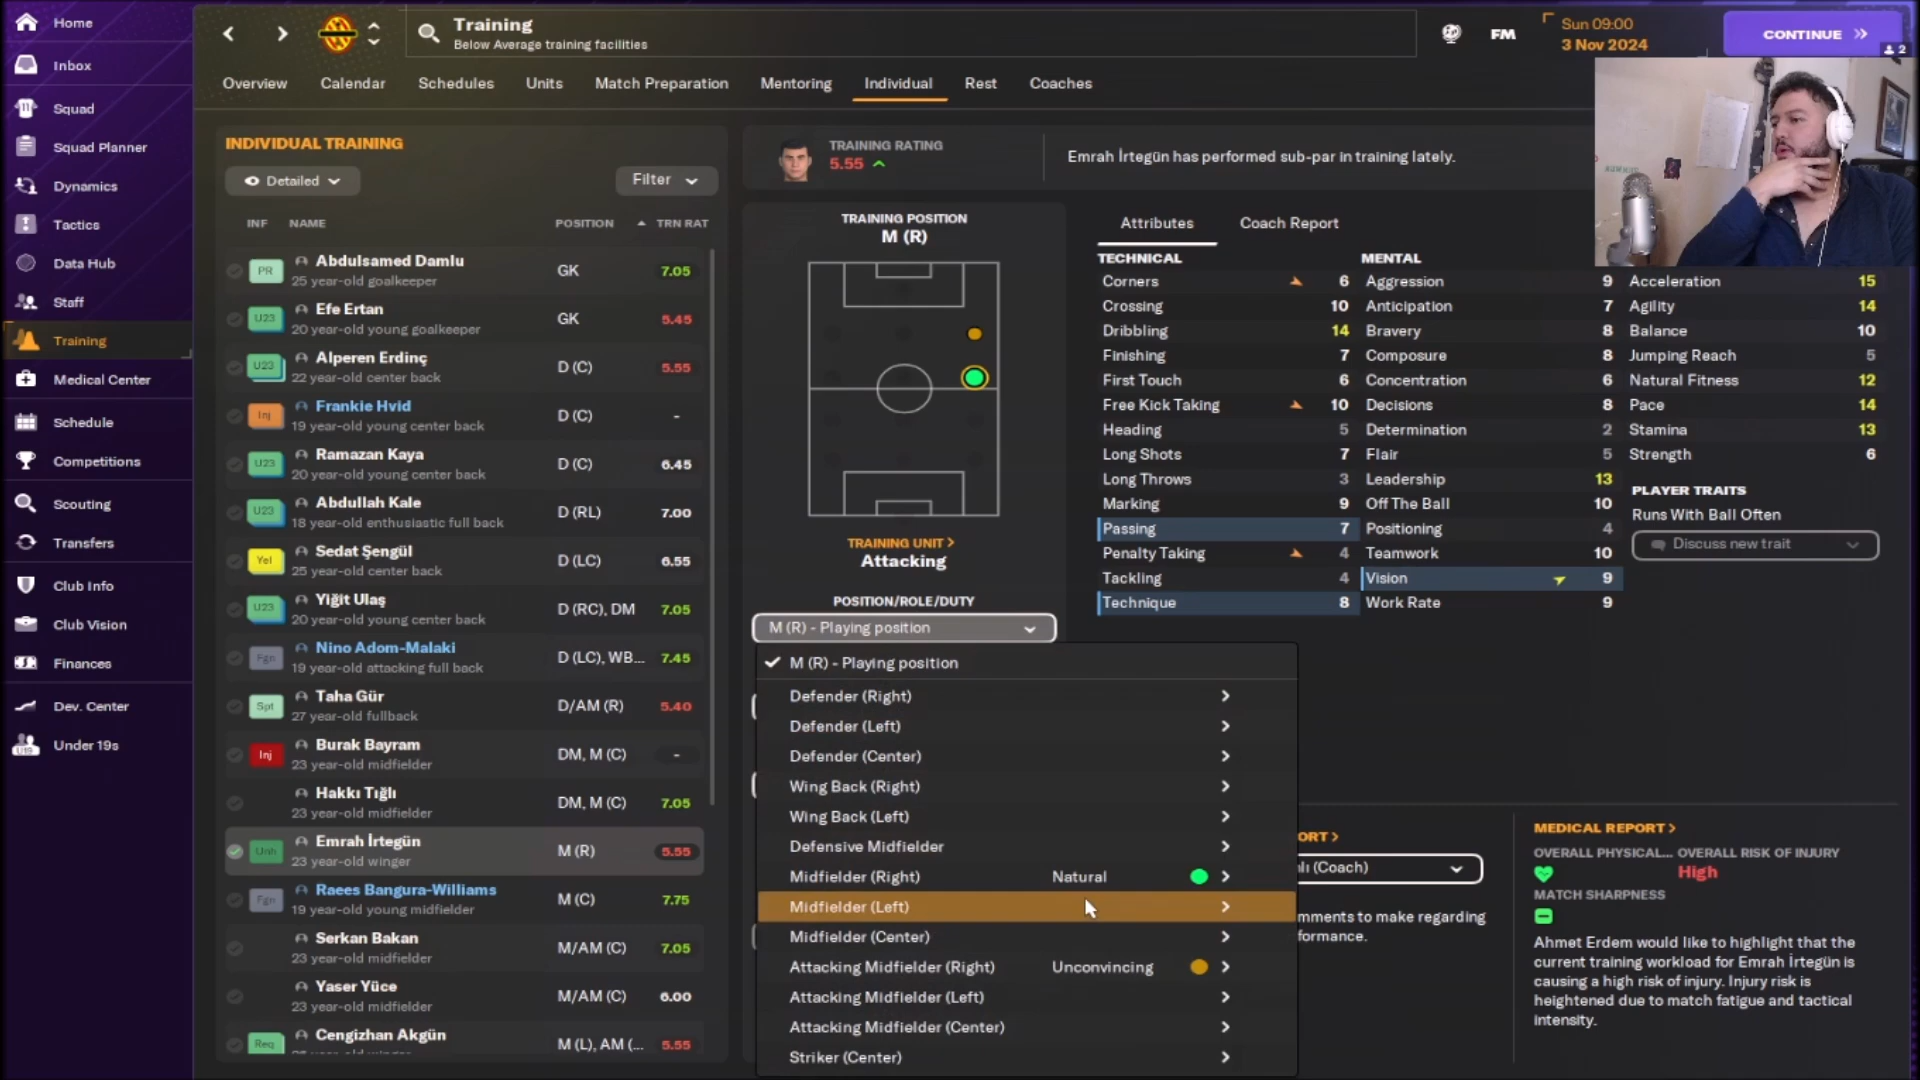 Home
Inbox
Squad
Squad Planner
Dynamics
Tactics
Data Hub
Staff
Training
Medical Center
Schedule
Competitions
Scouting
Transfers
Club Info
Club Vision
Finances
Dev. Center
Under 19s
Training
Below Average training facilities
FM
Sun 09:00
3 Nov 2024
CONTINUE
2
Overview
Calendar
Schedules
Units
Match Preparation
Mentoring
Individual
Rest
Coaches
INDIVIDUAL TRAINING
Detailed
Filter
INF NAME POSITION TRN RAT
PR Abdulsamed Damlu GK 7.05
25 year-old goalkeeper
U23 Efe Ertan GK 5.45
20 year-old young goalkeeper
U23 Alperen Erdinç D (C) 5.55
22 year-old center back
Inj Frankie Hvid D (C) -
19 year-old young center back
U23 Ramazan Kaya D (C) 6.45
20 year-old young center back
U23 Abdullah Kale D (RL) 7.00
18 year-old enthusiastic full back
Yel Sedat Şengül D (LC) 6.55
25 year-old center back
U23 Yiğit Ulaş D (RC), DM 7.05
20 year-old young center back
Fgn Nino Adom-Malaki D (LC), WB... 7.45
19 year-old attacking full back
Spt Taha Gür D/AM (R) 5.40
27 year-old fullback
Inj Burak Bayram DM, M (C) -
23 year-old midfielder
Hakkı Tığlı DM, M (C) 7.05
23 year-old midfielder
Unh Emrah İrtegün M (R) 5.55
23 year-old winger
Fgn Raees Bangura-Williams M (C) 7.75
19 year-old young midfielder
Serkan Bakan M/AM (C) 7.05
23 year-old midfielder
Yaser Yüce M/AM (C) 6.00
23 year-old midfielder
Req Cengizhan Akgün M (L), AM (... 5.55
TRAINING RATING
5.55
Emrah İrtegün has performed sub-par in training lately.
TRAINING POSITION
M (R)
TRAINING UNIT >
Attacking
POSITION/ROLE/DUTY
M (R) - Playing position
M (R) - Playing position
Defender (Right)
Defender (Left)
Defender (Center)
Wing Back (Right)
Wing Back (Left)
Defensive Midfielder
Midfielder (Right) Natural
Midfielder (Left)
Midfielder (Center)
Attacking Midfielder (Right) Unconvincing
Attacking Midfielder (Left)
Attacking Midfielder (Center)
Striker (Center)
Attributes
Coach Report
TECHNICAL
Corners 6
Crossing 10
Dribbling 14
Finishing 7
First Touch 6
Free Kick Taking 10
Heading 5
Long Shots 7
Long Throws 3
Marking 9
Passing 7
Penalty Taking 4
Tackling 4
Technique 8
MENTAL
Aggression 9
Anticipation 7
Bravery 8
Composure 8
Concentration 6
Decisions 8
Determination 2
Flair 5
Leadership 13
Off The Ball 10
Positioning 4
Teamwork 10
Vision 9
Work Rate 9
Acceleration 15
Agility 14
Balance 10
Jumping Reach 5
Natural Fitness 12
Pace 14
Stamina 13
Strength 6
PLAYER TRAITS
Runs With Ball Often
Discuss new trait
ORT >
(Coach)
mments to make regarding
formance.
MEDICAL REPORT >
OVERALL PHYSICAL... OVERALL RISK OF INJURY
High
MATCH SHARPNESS
Ahmet Erdem would like to highlight that the
current training workload for Emrah İrtegün is
causing a high risk of injury. Injury risk is
heightened due to match fatigue and tactical
intensity.